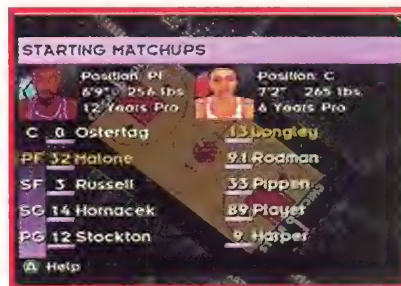 STARTING MATCHUPS
Position: PF
6'9" 256 lbs.
12 Years Pro
Position: C
7'2" 265 lbs.
6 Years Pro
C 0 Ostertag 13 Longley
PF 32 Malone 91 Rodman
SF 3 Russell 33 Pippen
SG 14 Hornacek 89 Player
PG 12 Stockton 9 Harper
A Help